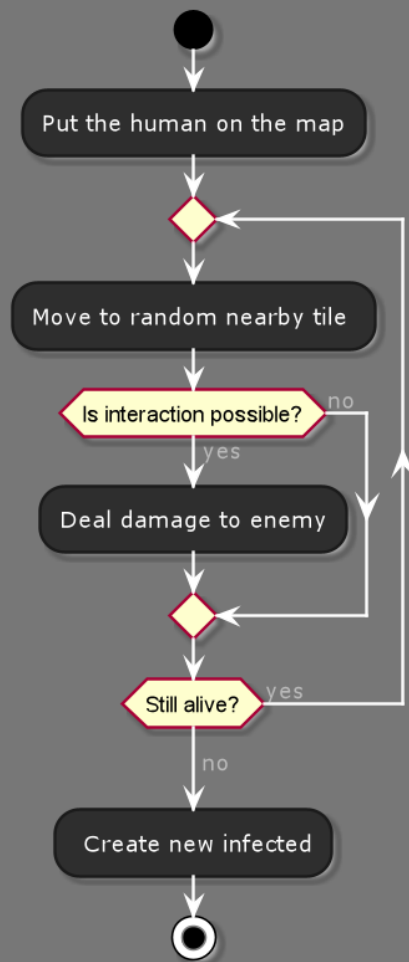 Put the human on the map
Move to random nearby tile
Is interaction possible?
no
yes
Deal damage to enemy
Still alive?
yes
no
Create new infected